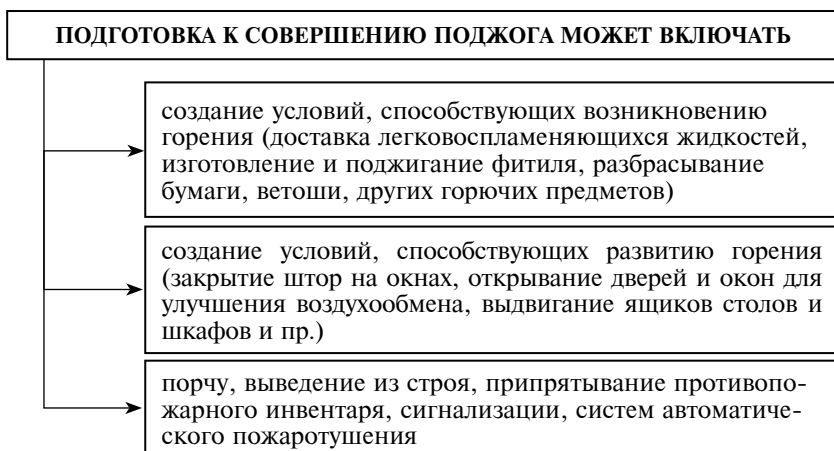 ПОДГОТОВКА К СОВЕРШЕНИЮ ПОДЖОГА МОЖЕТ ВКЛЮЧАТЬ
создание условий, способствующих возникновению
горения (доставка легковоспламеняющихся жидкостей,
изготовление и поджигание фитиля, разбрасывание
бумаги, ветоши, других горючих предметов)
создание условий, способствующих развитию горения
(закрытие штор на окнах, открывание дверей и окон для
улучшения воздухообмена, выдвигание ящиков столов и
шкафов и пр.)
порчу, выведение из строя, припрятывание противопо-
жарного инвентаря, сигнализации, систем автоматиче-
ского пожаротушения